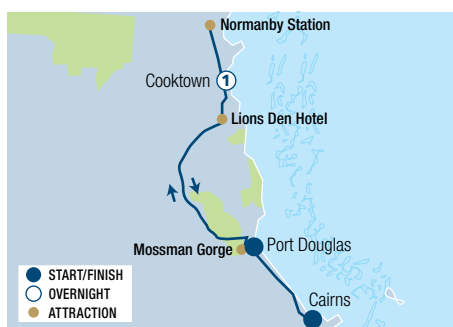 Normanby Station
Cooktown 1
Lions Den Hotel
Mossman Gorge
Port Douglas
Cairns
START/FINISH
OVERNIGHT
ATTRACTION